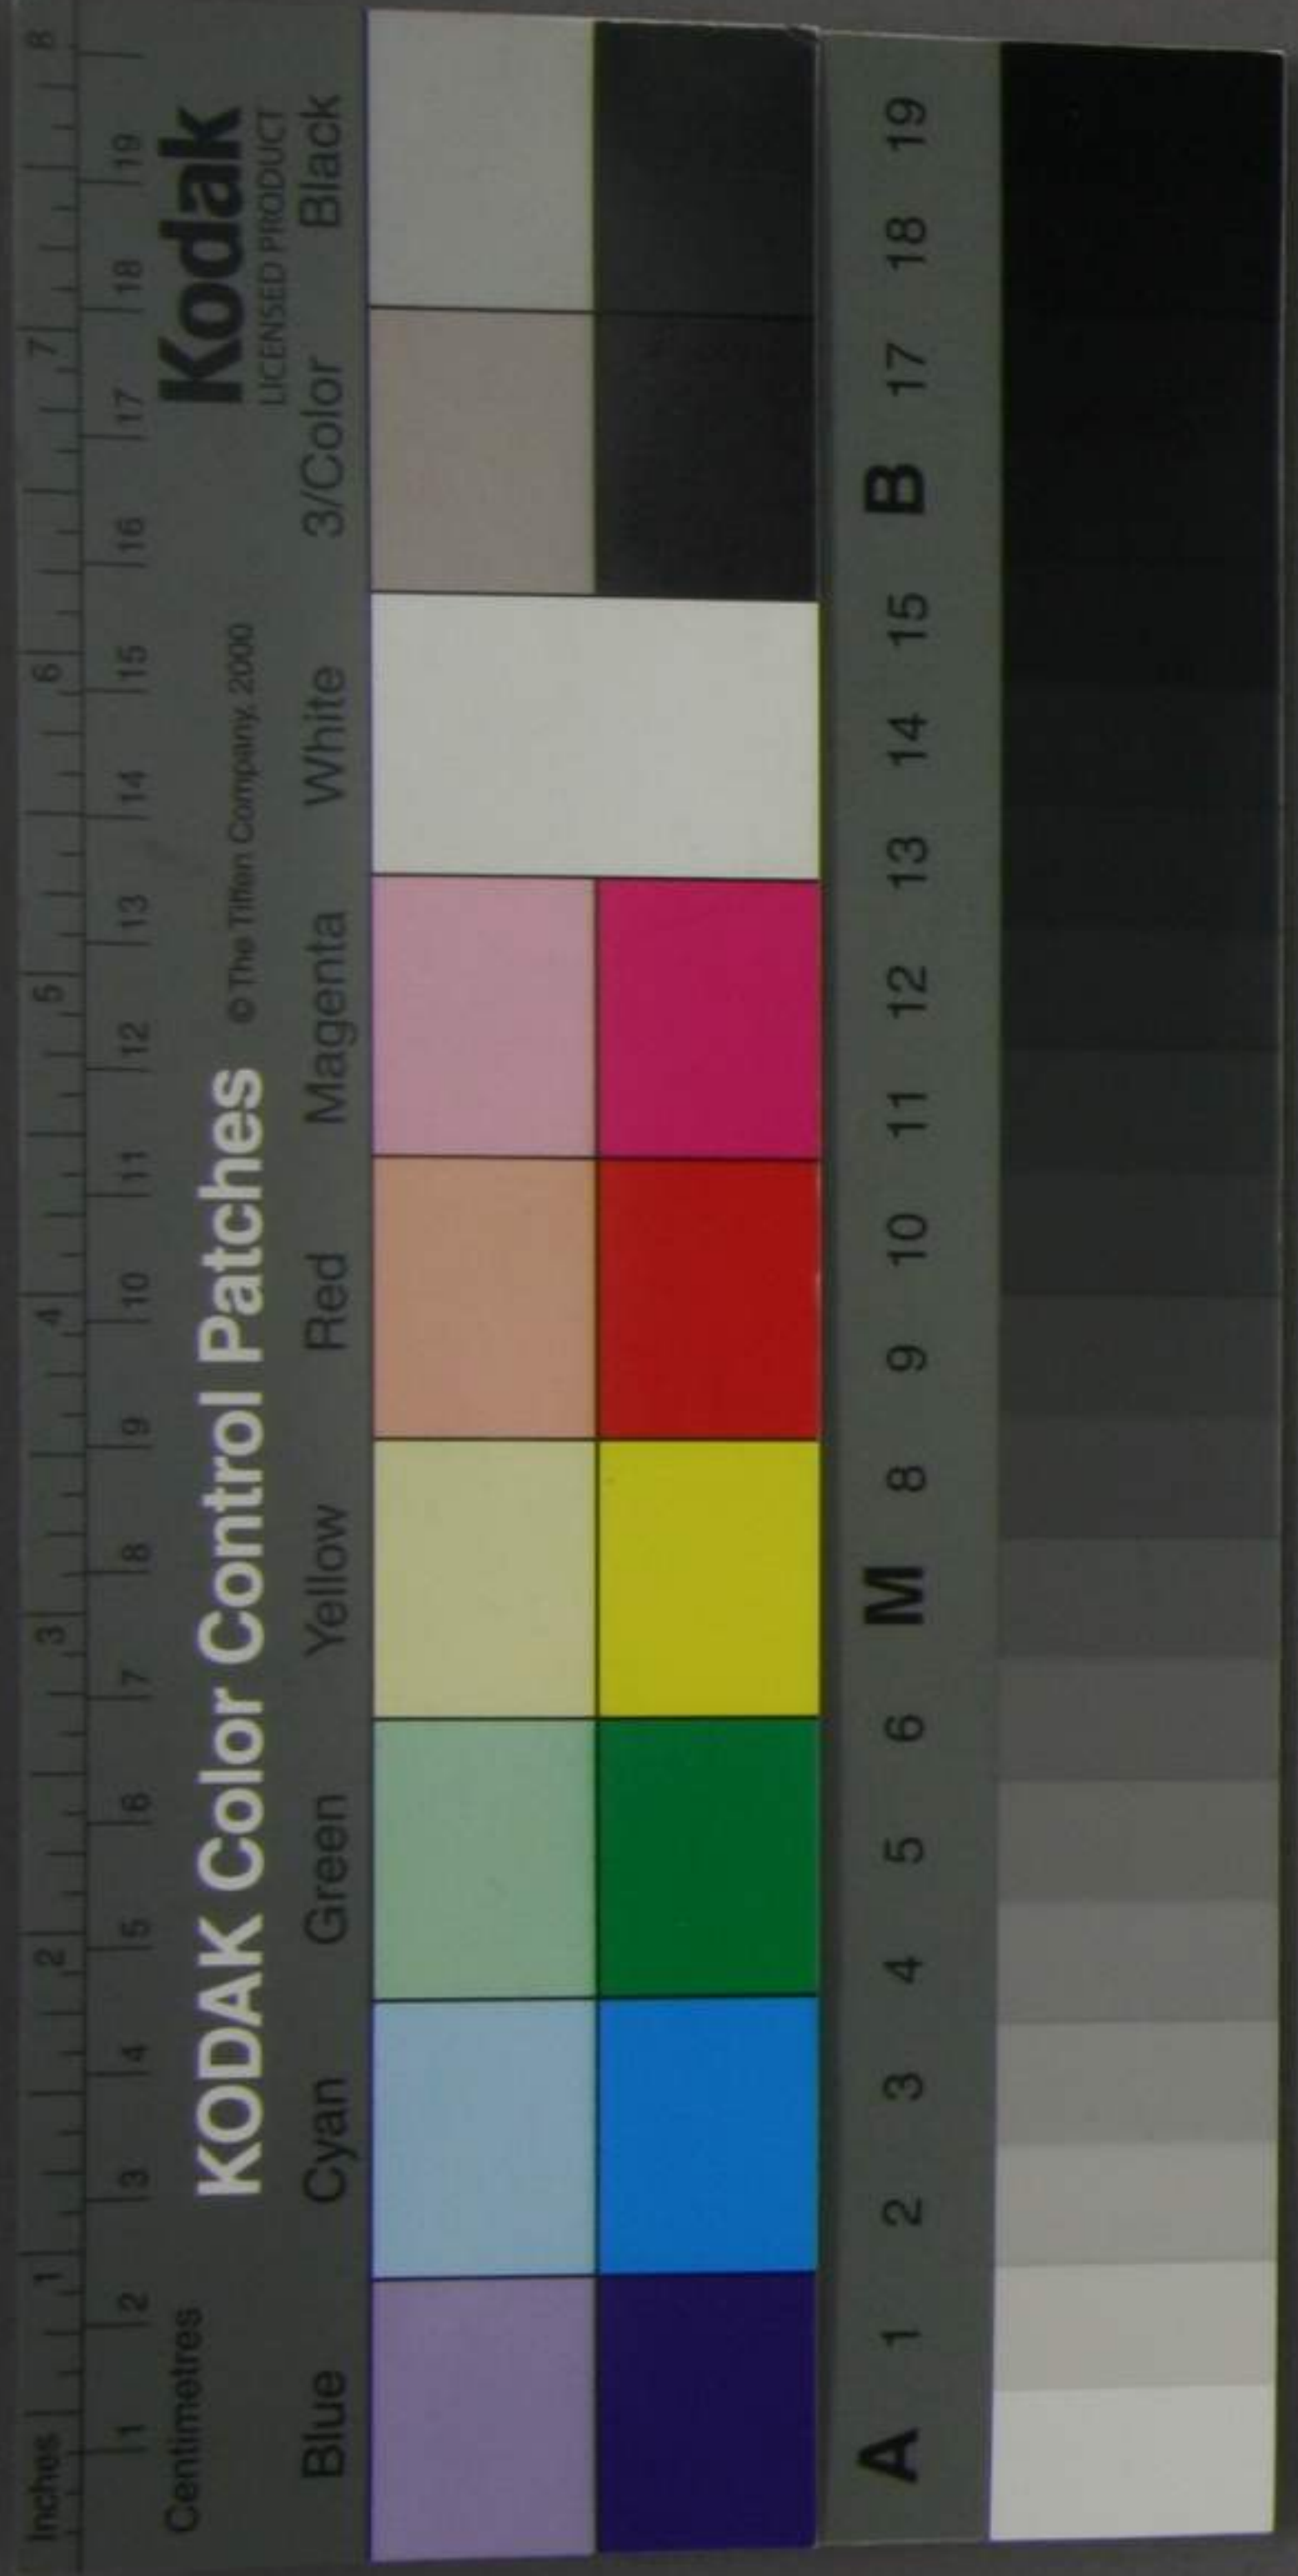 Inches 1 2 3 4 5 6 7 8
Centimetres 1 2 3 4 5 6 7 8 9 10 11 12 13 14 15 16 17 18 19
KODAK Color Control Patches © The Tiffen Company, 2000 Kodak
LICENSED PRODUCT
Blue Cyan Green Yellow Red Magenta White 3/Color Black
A 1 2 3 4 5 6 M 8 9 10 11 12 13 14 15 B 17 18 19